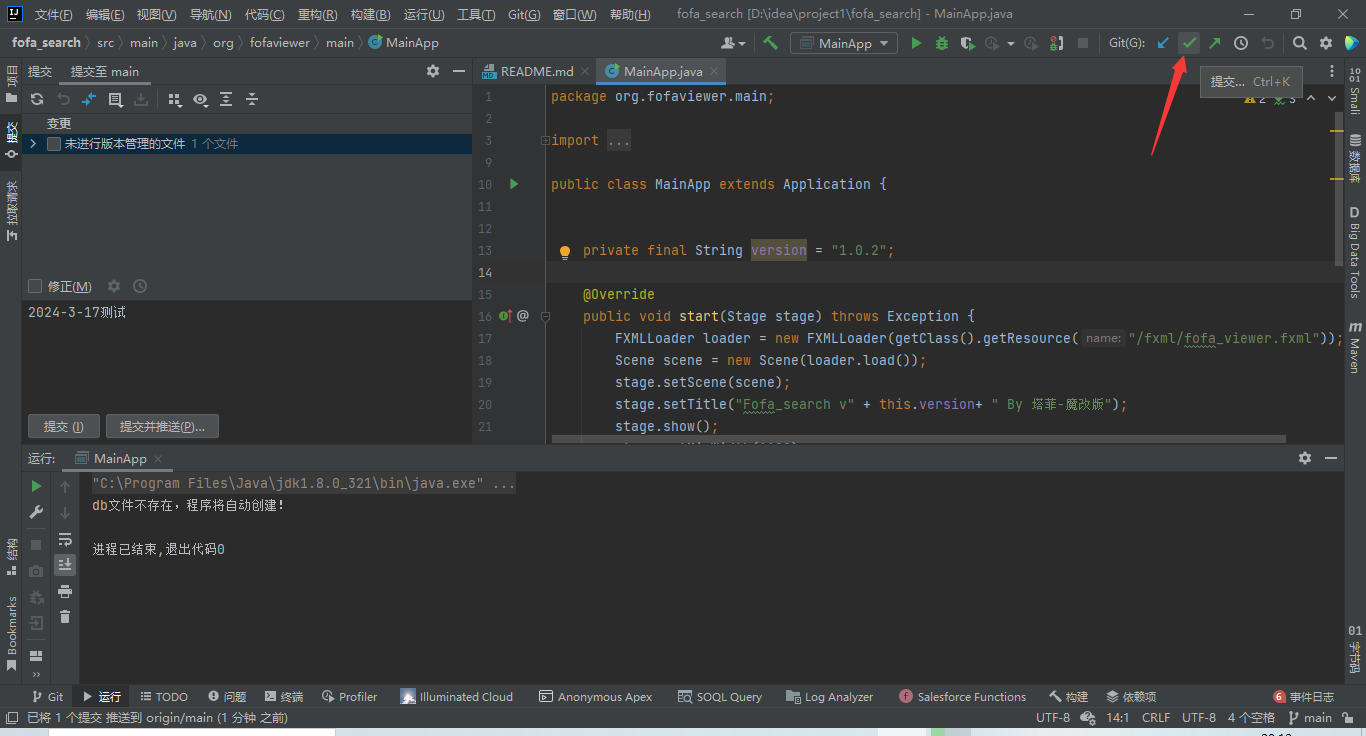 文件(F) 编辑(E) 视图(V) 导航(N) 代码(C) 重构(R) 构建(B) 运行(U) 工具(T) Git(G) 窗口(W) 帮助(H) fofa_search [D:\idea\project1\fofa_search] - MainApp.java
fofa_search src main java org fofaviewer main MainApp
MainApp
Git(G):
提交 提交至 main
README.md MainApp.java
提交... Ctrl+K
2 3
项目
提交
拉取请求
结构
Bookmarks
变更
未进行版本管理的文件 1 个文件
修正(M)
2024-3-17测试
提交 (I) 提交并推送(P)...
1 package org.fofaviewer.main;
2
3 import ...
9
10 public class MainApp extends Application {
11
12
13 private final String version = "1.0.2";
14
15 @Override
16 @ public void start(Stage stage) throws Exception {
17 FXMLLoader loader = new FXMLLoader(getClass().getResource( name: "/fxml/fofa_viewer.fxml"));
18 Scene scene = new Scene(loader.load());
19 stage.setScene(scene);
20 stage.setTitle("Fofa_search v" + this.version+ " By 塔菲-魔改版");
21 stage.show();
Smali
数据库
D Big Data Tools
m Maven
字节码
运行: MainApp
"C:\Program Files\Java\jdk1.8.0_321\bin\java.exe" ...
db文件不存在，程序将自动创建!
进程已结束,退出代码0
Git 运行 TODO 问题 终端 Profiler Illuminated Cloud Anonymous Apex SOQL Query Log Analyzer Salesforce Functions 构建 依赖项 6 事件日志
已将 1 个提交 推送到 origin/main (1 分钟 之前) UTF-8 14:1 CRLF UTF-8 4 个空格 main